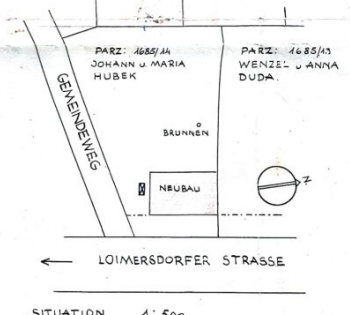 PARZ: 1685/14
JOHANN U. MARIA
HUBEK
PARZ: 1685/13
WENZEL U ANNA
DUDA.
GEMEINDEWEG
BRUNNEN
NEUBAU
LOIMERSDORFER STRASSE
SITUATION 1:500